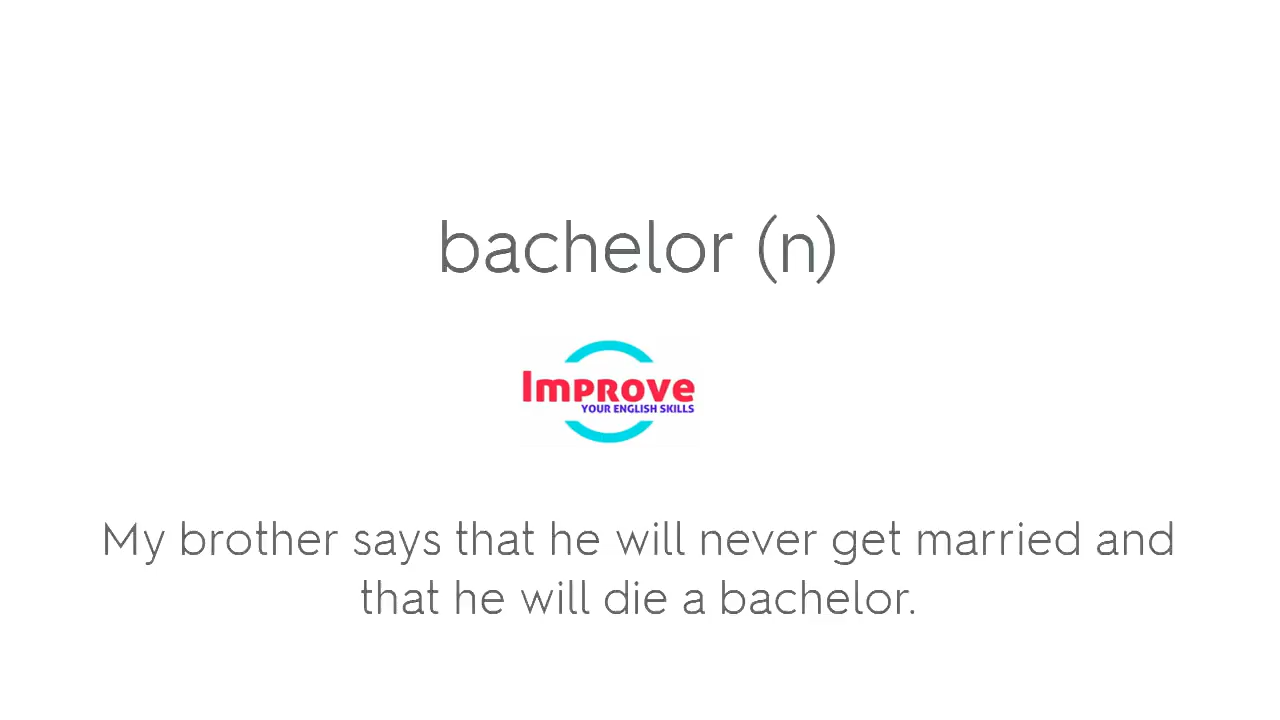 bachelor (n)
Improve
YOUR ENGLISH SKILLS
My brother says that he will never get married and
that he will die a bachelor.